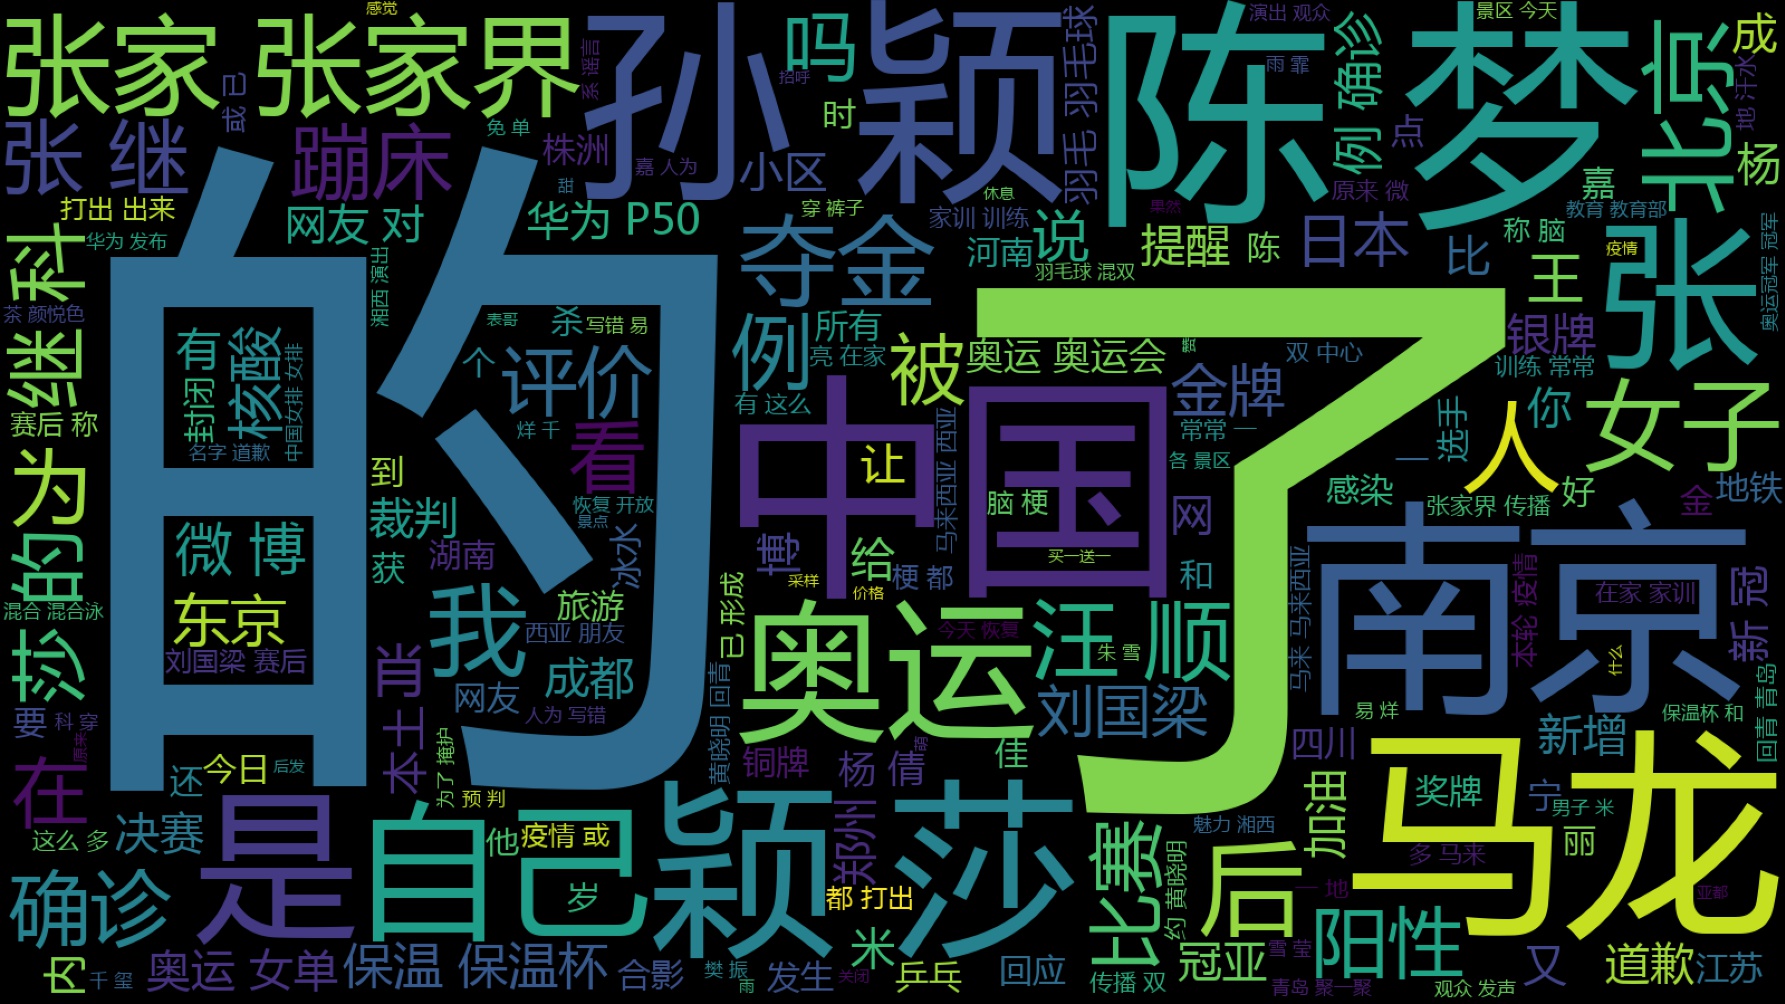 张家 张家界
感觉
孙 颖
吗
招呼
羽毛 羽毛球
演出 观众
陈 梦
雨 霏
例 确诊
景区 今天
北京
成
地 汗水
或 已
系 谣言
时
张 继
蹦床
免 单
株洲
嘉 人为
小区
点
杨
原来 微
嘉
甜
休息
果然
打出 出来
网友 对
华为 P50
穿 裤子
家训 训练
说
教育 教育部
华为 发布
湘西 演出
夺金
河南
提醒 陈
日本
比
称 脑
疫情
张
奥运冠军 冠军
继 科
的
羽毛球 混双
王
茶 颜悦色
表哥
杀
写错 易
例
所有
亮 在家
被
奥运 奥运会
双 中心
银牌
训练 常常
有
核酸
封闭
中国女排 女排
个
评价
中国
了
金牌
女子
赛后 称
有 这么
常常 一
选手
你
人
烊 千
看
名字 道歉
马来西亚 西亚
让
各 景区
一
到
脑 梗
感染
好
金
地铁
的 为
裁判
恢复 开放
景点
网
张家界 传播
微 博
湖南
冰水
博
给
买一送一
南京
获
采样
梗 都
和
马来 马来西亚
本轮 疫情
在家 家训
新 冠
价格
混合 混合泳
东京
我
旅游
已 形成
奥运
今天 恢复
汪 顺
莎
刘国梁 赛后
西亚 朋友
朱 雪
什么
肖
成都
黄晓明 回青
刘国梁
要
科 穿
网友
人为 写错
易 烊
保温杯 和
回青 青岛
原来
本土
为了 掩护
铜牌
杨 倩
佳
四川
新增
马龙
在
还
今日
后发
预 判
奖牌
宁
男子 米
这么 多
决赛
是
自己
他
疫情 或
颖 莎
郑州
比赛
魅力 湘西
加油
丽
约 黄晓明
后
多 马来
岁
都 打出
一 地
亚都
确诊
阳性
内
千 玺
奥运 女单
保温 保温杯
合影
樊 振
雨
发生
米
关闭
乒乓
回应
传播 双
冠亚
雪 莹
青岛 聚一聚
又
观众 发声
道歉
江苏